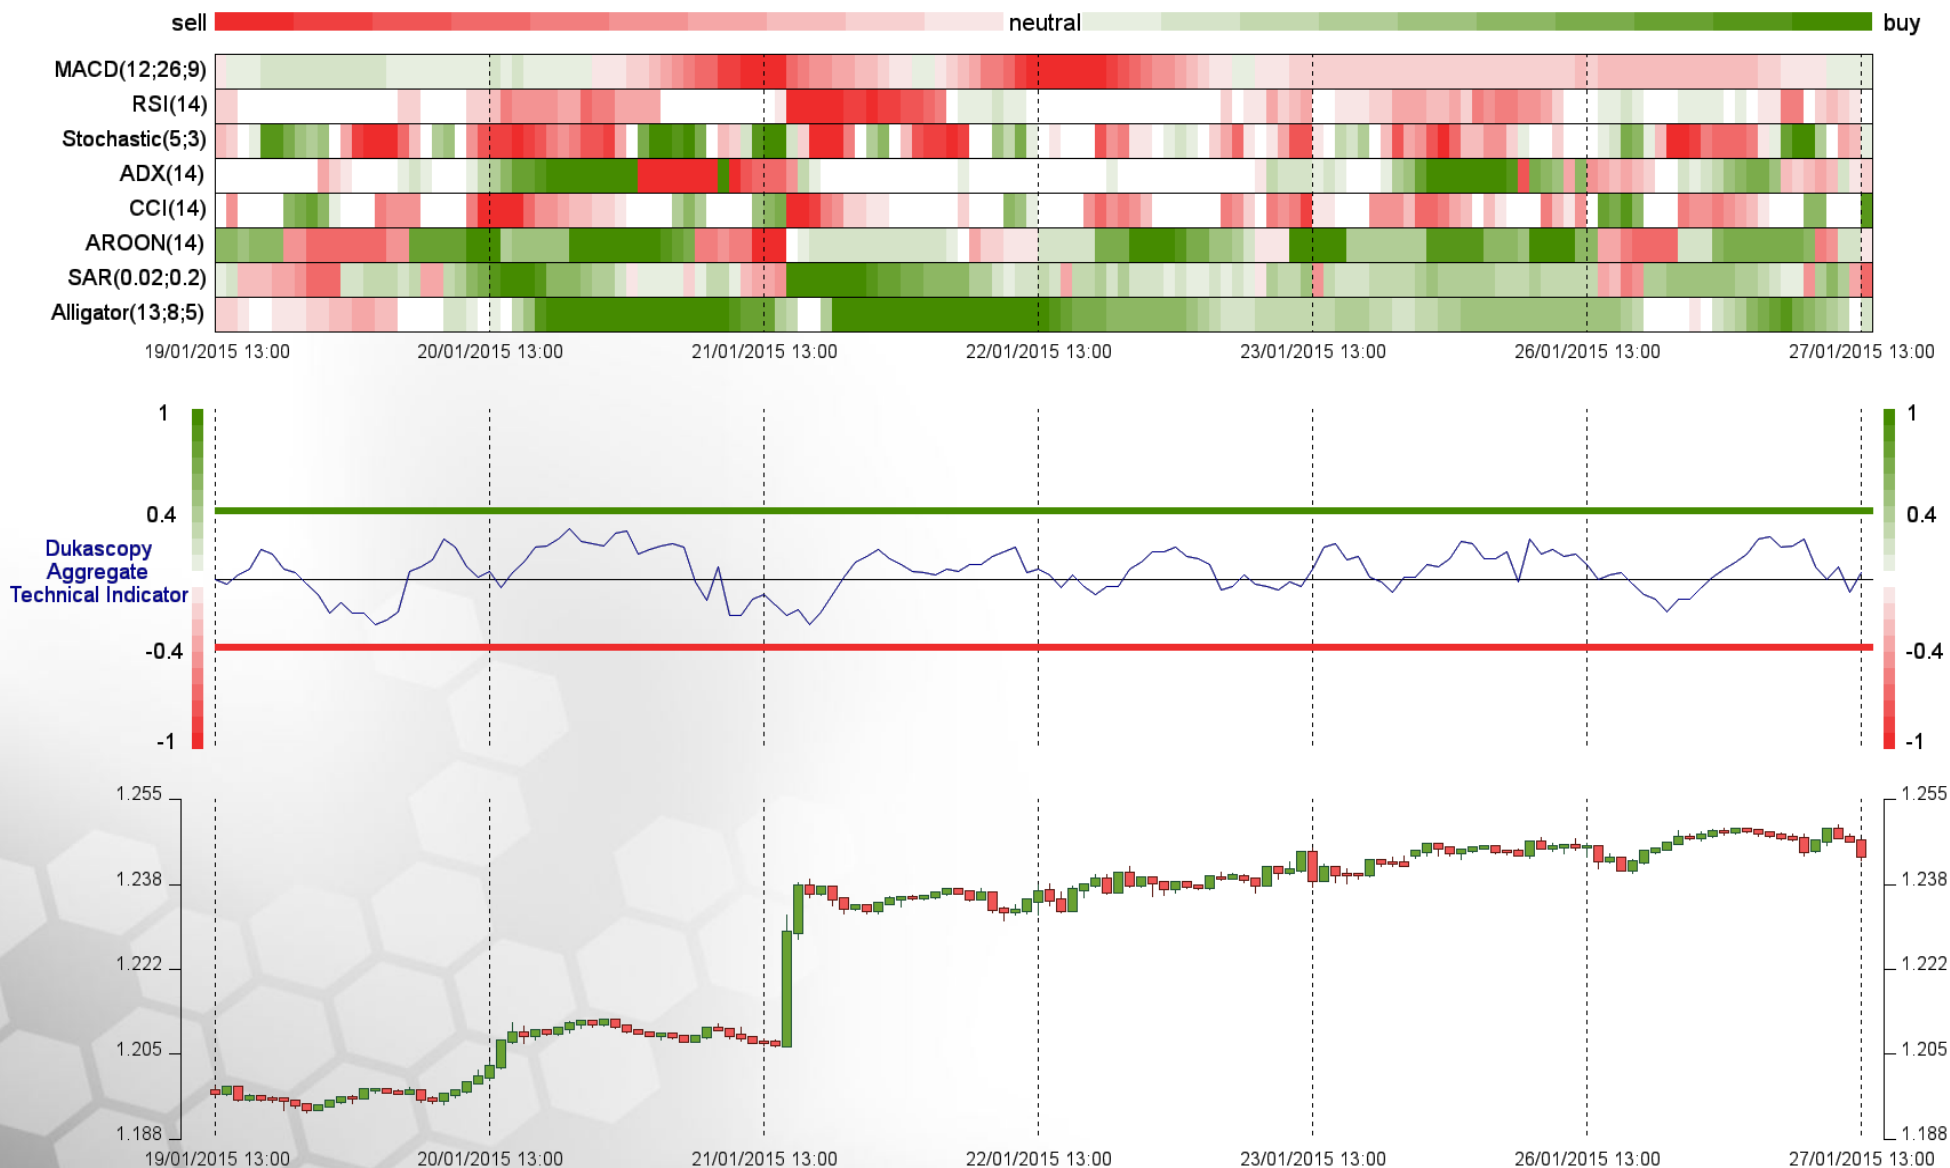 sell neutral buy
MACD(12;26;9)
RSI(14)
Stochastic(5;3)
ADX(14)
CCI(14)
AROON(14)
SAR(0.02;0.2)
Alligator(13;8;5)
19/01/2015 13:00 20/01/2015 13:00 21/01/2015 13:00 22/01/2015 13:00 23/01/2015 13:00 26/01/2015 13:00 27/01/2015 13:00
1 1
0.4 0.4
Dukascopy
Aggregate
Technical Indicator
-0.4 -0.4
-1 -1
1.255 1.255
1.238 1.238
1.222 1.222
1.205 1.205
1.188 1.188
19/01/2015 13:00 20/01/2015 13:00 21/01/2015 13:00 22/01/2015 13:00 23/01/2015 13:00 26/01/2015 13:00 27/01/2015 13:00